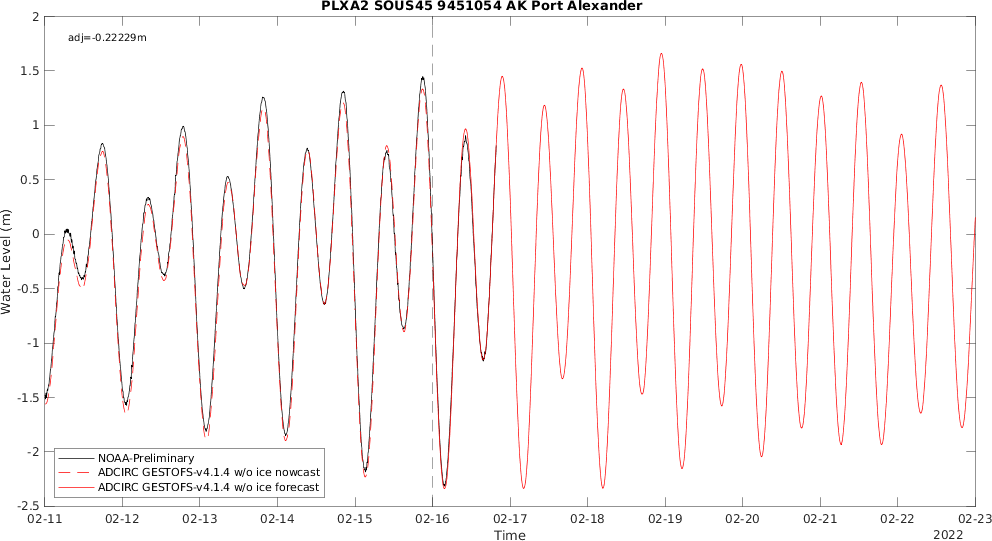 PLXA2 SOUS45 9451054 AK Port Alexander
adj=-0.22229m
2
1.5
1
0.5
0
-0.5
-1
-1.5
-2
-2.5
Water Level (m)
NOAA-Preliminary
ADCIRC GESTOFS-v4.1.4 w/o ice nowcast
ADCIRC GESTOFS-v4.1.4 w/o ice forecast
02-11 02-12 02-13 02-14 02-15 02-16 02-17 02-18 02-19 02-20 02-21 02-22 02-23
Time
2022